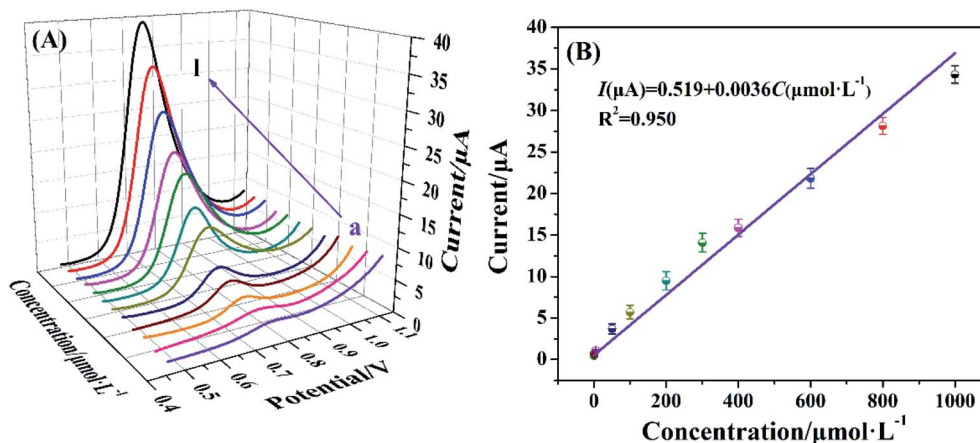 (A)
l
a
40
35
30
25
20
15
10
5
0
Current/μA
0.4
0.5
0.6
0.7
0.8
0.9
1.0
1.1
Potential/V
Concentration/μmol·L⁻¹
(B)
I(μA)=0.519+0.0036C(μmol·L⁻¹)
R²=0.950
40
35
30
25
20
15
10
5
0
Current/μA
0 200 400 600 800 1000
Concentration/μmol·L⁻¹